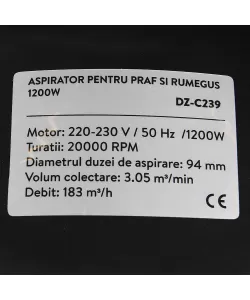 ASPIRATOR PENTRU PRAF SI RUMEGUS
1200W
DZ-C239
Motor: 220-230 V / 50 Hz /1200W
Turatii: 20000 RPM
Diametrul duzei de aspirare: 94 mm
Volum colectare: 3.05 m³/min
Debit: 183 m³/h
CE